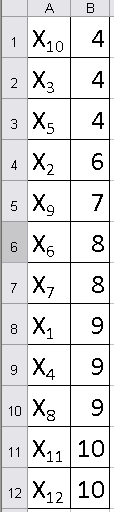 A B
1 X₁₀ 4
2 X₃ 4
3 X₅ 4
4 X₂ 6
5 X₉ 7
6 X₆ 8
7 X₇ 8
8 X₁ 9
9 X₄ 9
10 X₈ 9
11 X₁₁ 10
12 X₁₂ 10